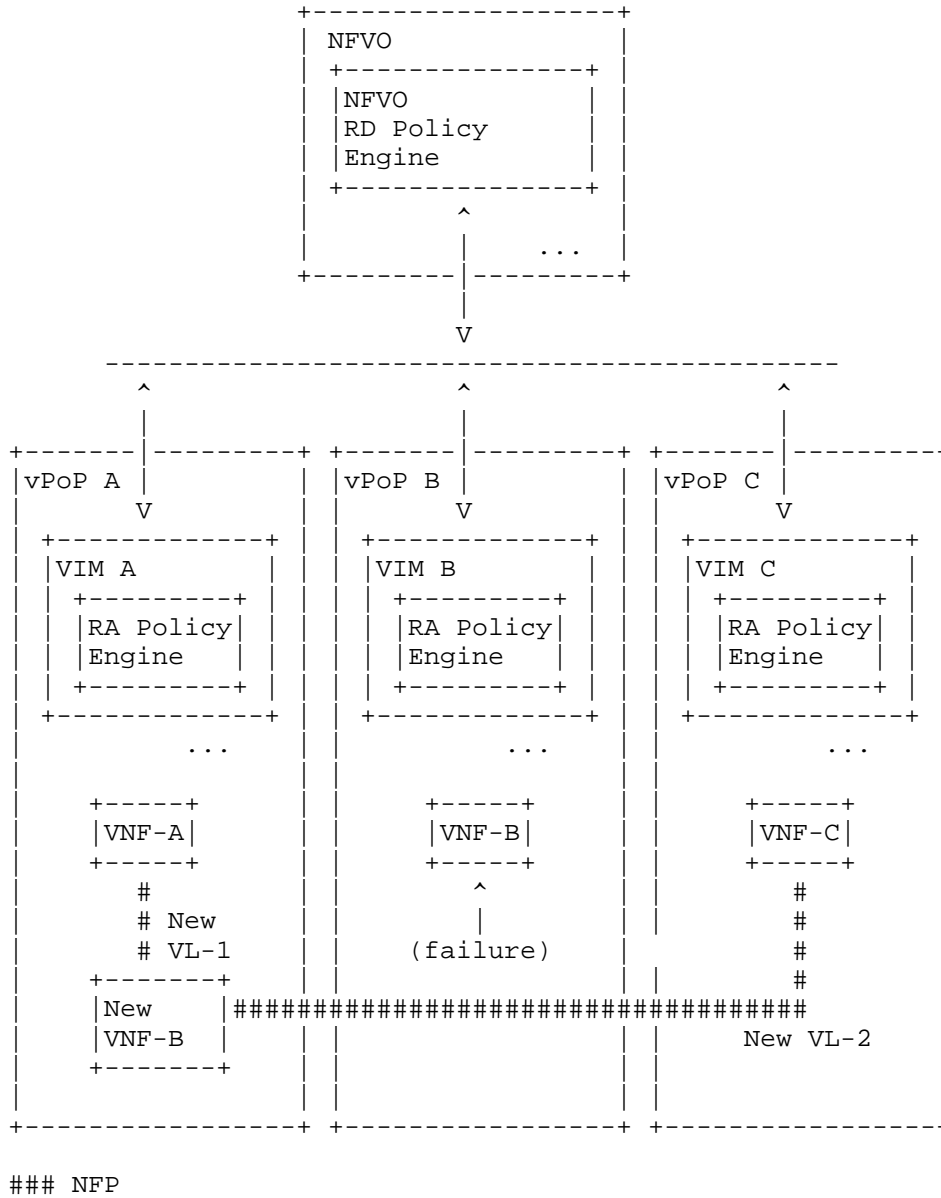 NFVO
NFVO
RD Policy
Engine
...
V
vPoP A vPoP B vPoP C
V V V
VIM A VIM B VIM C
RA Policy RA Policy RA Policy
Engine Engine Engine
... ... ...
VNF-A VNF-B VNF-C
# ^ #
# New #
# VL-1 (failure) #
#
New ####################################
VNF-B New VL-2
### NFP